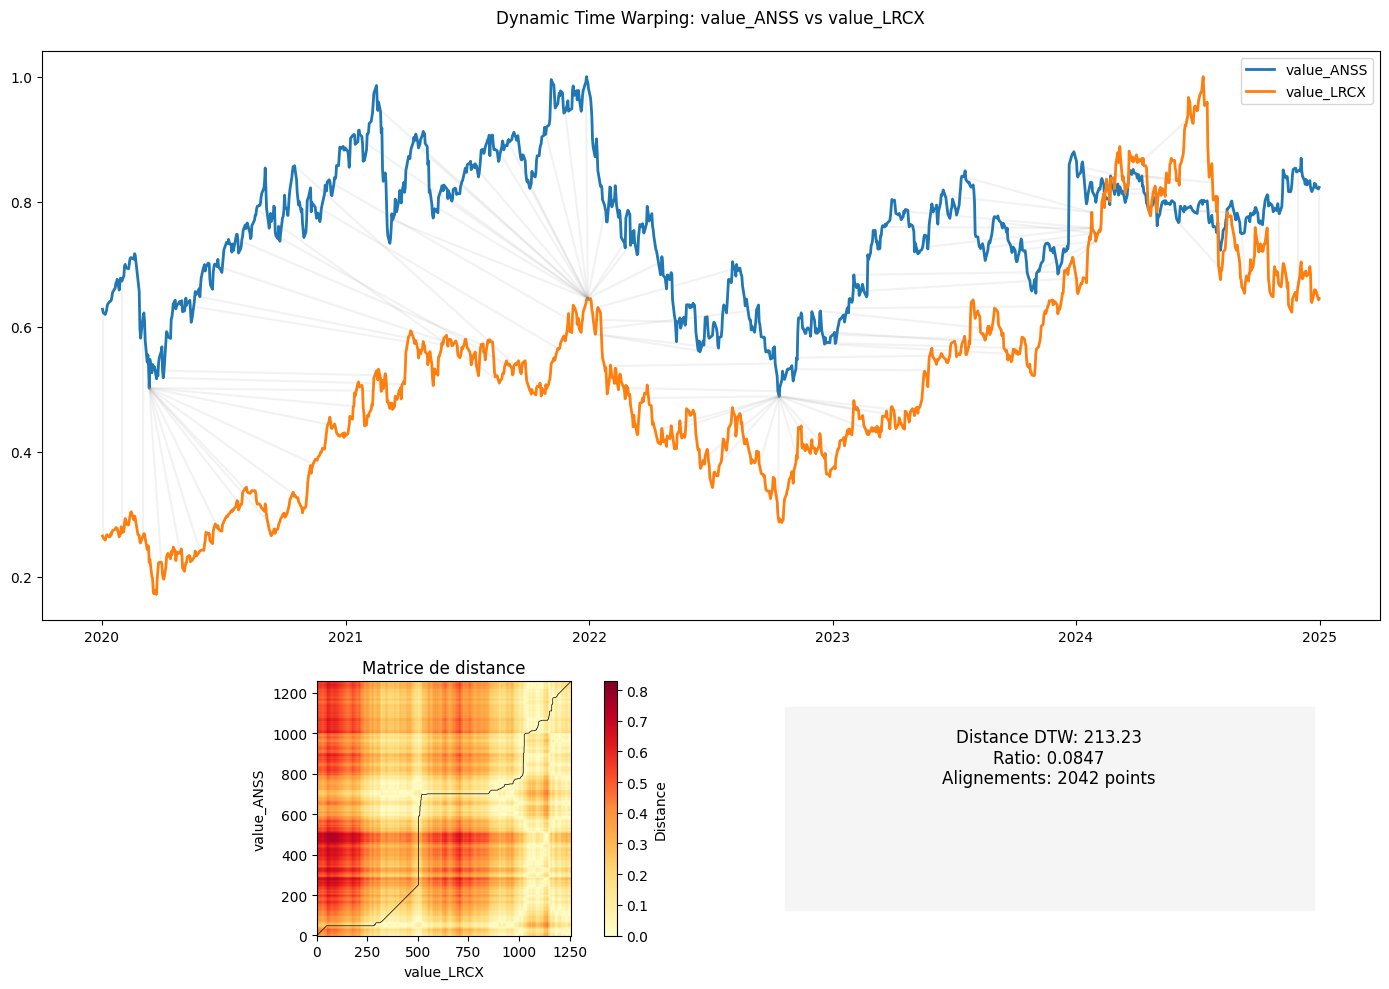 Dynamic Time Warping: value_ANSS vs value_LRCX
value_ANSS
value_LRCX
1.0
0.8
0.6
0.4
0.2
2020 2021 2022 2023 2024 2025
Matrice de distance
value_ANSS
1200
1000
800
600
400
200
0
0 250 500 750 1000 1250
value_LRCX
0.8
0.7
0.6
0.5
0.4
0.3
0.2
0.1
0.0
Distance
Distance DTW: 213.23
Ratio: 0.0847
Alignements: 2042 points